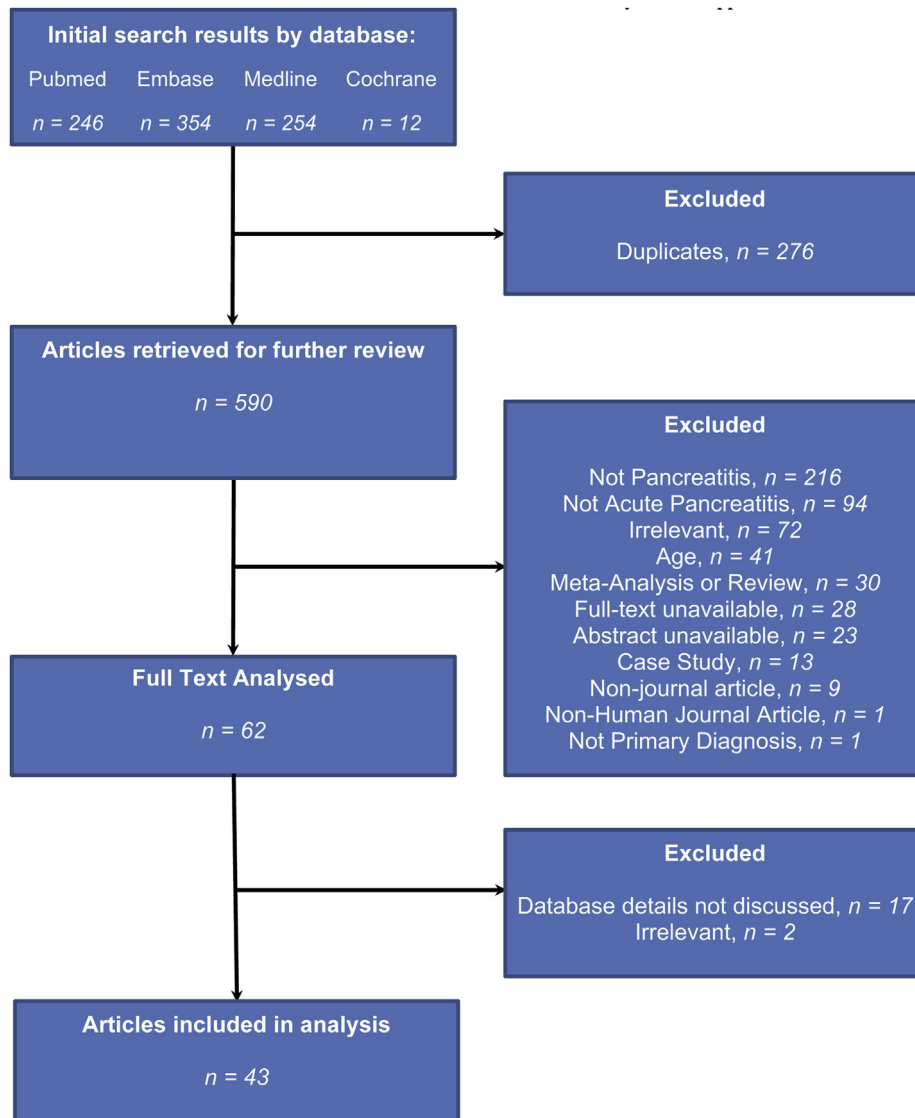 Initial search results by database:
Pubmed Embase Medline Cochrane
n = 246 n = 354 n = 254 n = 12
Excluded
Duplicates, n = 276
Articles retrieved for further review
n = 590
Excluded
Not Pancreatitis, n = 216
Not Acute Pancreatitis, n = 94
Irrelevant, n = 72
Age, n = 41
Meta-Analysis or Review, n = 30
Full-text unavailable, n = 28
Abstract unavailable, n = 23
Case Study, n = 13
Non-journal article, n = 9
Non-Human Journal Article, n = 1
Not Primary Diagnosis, n = 1
Full Text Analysed
n = 62
Excluded
Database details not discussed, n = 17
Irrelevant, n = 2
Articles included in analysis
n = 43